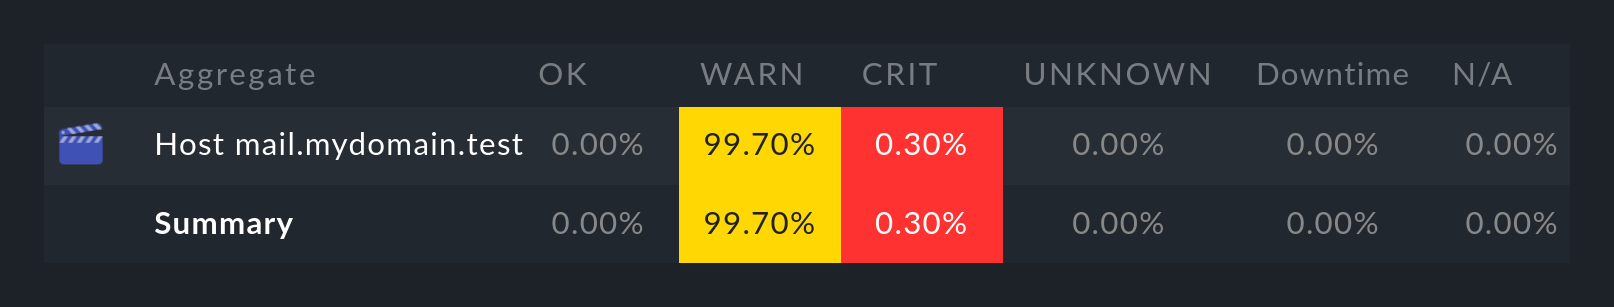 Aggregate OK WARN CRIT UNKNOWN Downtime N/A
Host mail.mydomain.test 0.00% 99.70% 0.30% 0.00% 0.00% 0.00%
Summary 0.00% 99.70% 0.30% 0.00% 0.00% 0.00%